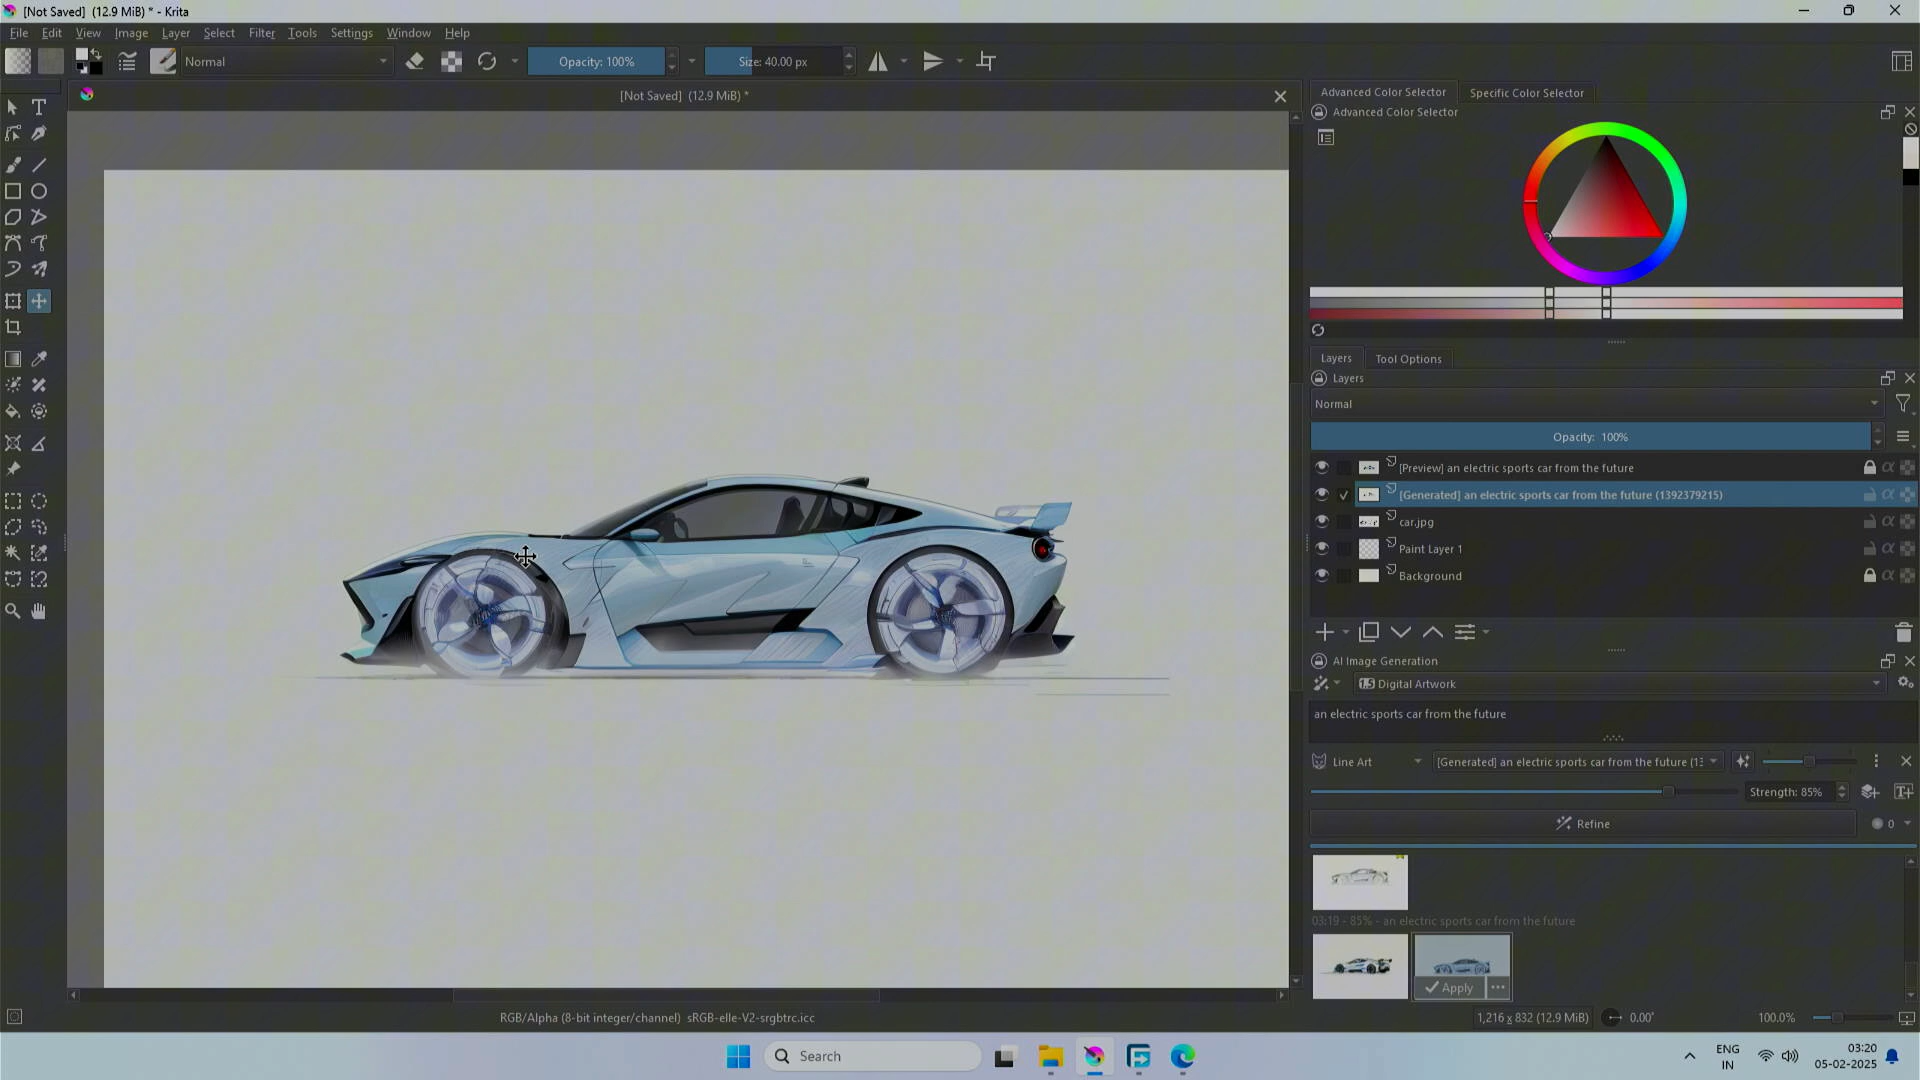 [Not Saved] (12.9 MiB) * - Krita
File Edit View Image Layer Select Filter Tools Settings Window Help
Normal
Opacity: 100%
Size: 40.00 px
[Not Saved] (12.9 MiB) *
Advanced Color Selector
Specific Color Selector
Advanced Color Selector
Layers
Tool Options
Layers
Normal
Opacity: 100%
[Preview] an electric sports car from the future
[Generated] an electric sports car from the future (1392379215)
car.jpg
Paint Layer 1
Background
AI Image Generation
1.5 Digital Artwork
an electric sports car from the future
Line Art
[Generated] an electric sports car from the future (13
Strength: 85%
Refine
0
03:19 - 85% - an electric sports car from the future
Apply
RGB/Alpha (8-bit integer/channel) sRGB-elle-V2-srgbtrc.icc
1,216 x 832 (12.9 MiB)
0.00°
100.0%
Search
ENG
IN
03:20
05-02-2025